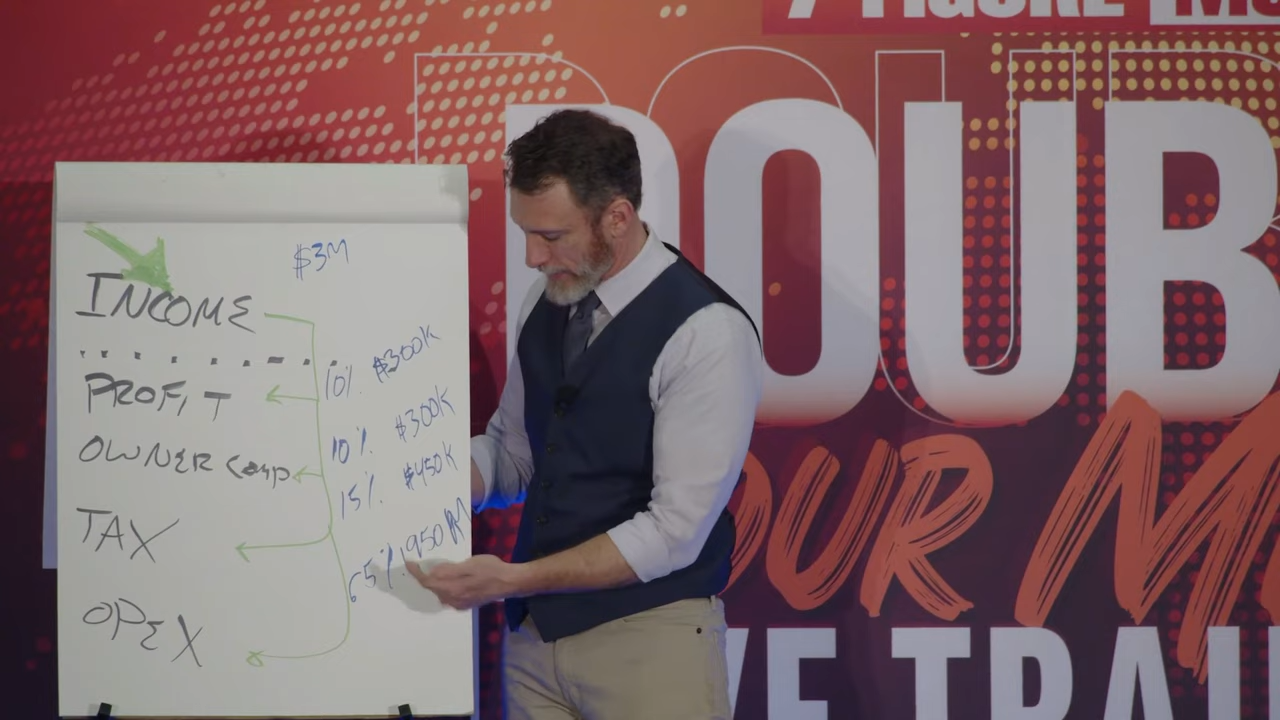 7 FIGURE
DOUB
OUR M
VE TRAI
$3M
INCOME
PROFIT 10% $300K
OWNER comp 10% $300K
TAX 15% $450K
OPEX 65%